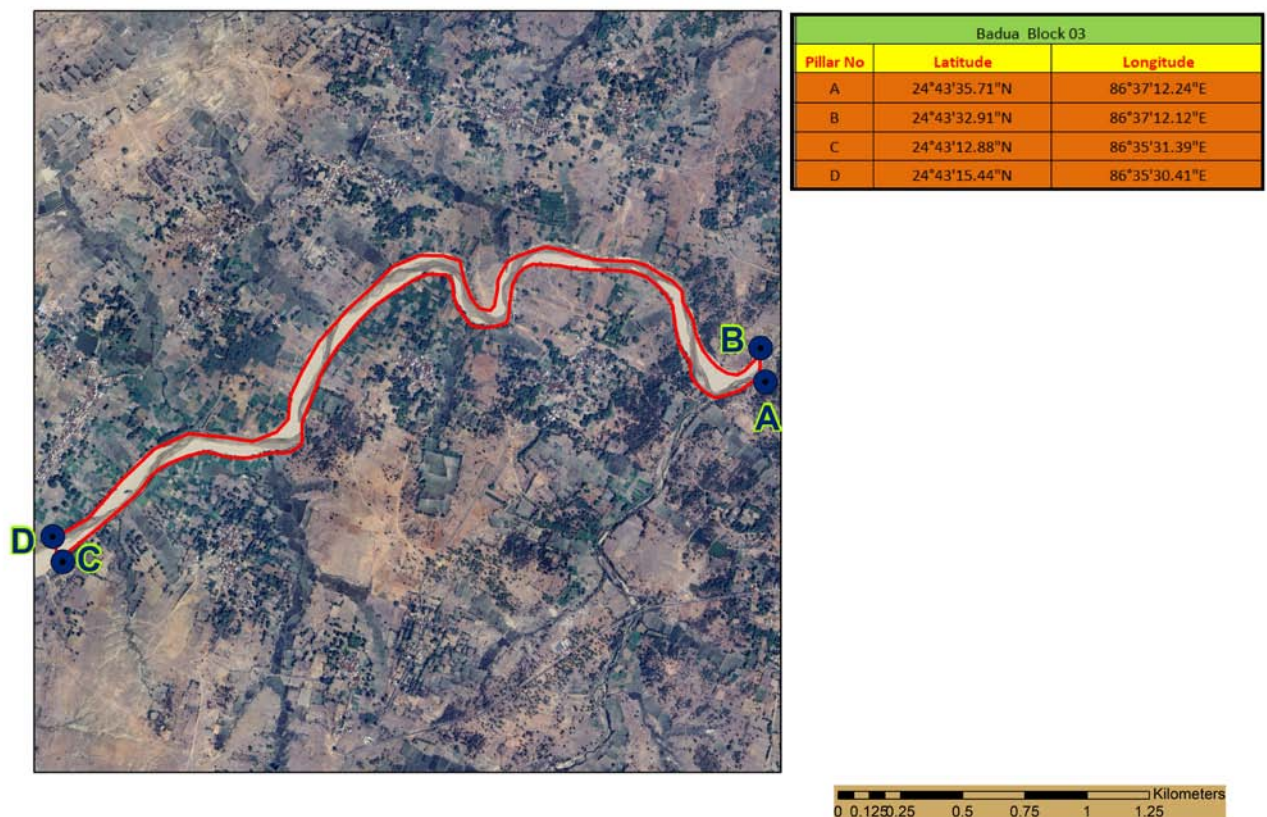 Badua Block 03
Pillar No Latitude Longitude
A 24°43'35.71"N 86°37'12.24"E
B 24°43'32.91"N 86°37'12.12"E
C 24°43'12.88"N 86°35'31.39"E
D 24°43'15.44"N 86°35'30.41"E
B
A
D
C
Kilometers
0 0.125 0.25 0.5 0.75 1 1.25